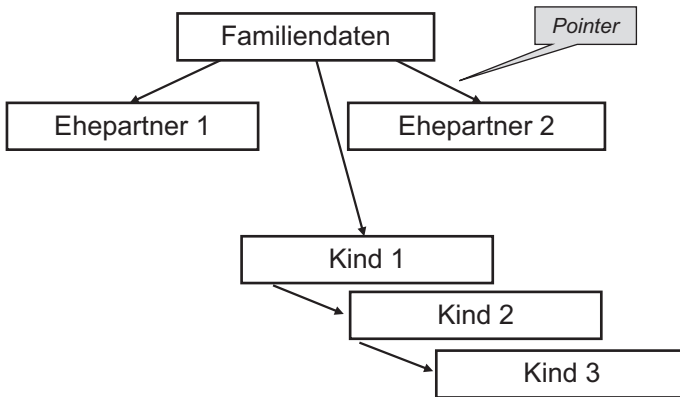 Familiendaten
Pointer
Ehepartner 1
Ehepartner 2
Kind 1
Kind 2
Kind 3